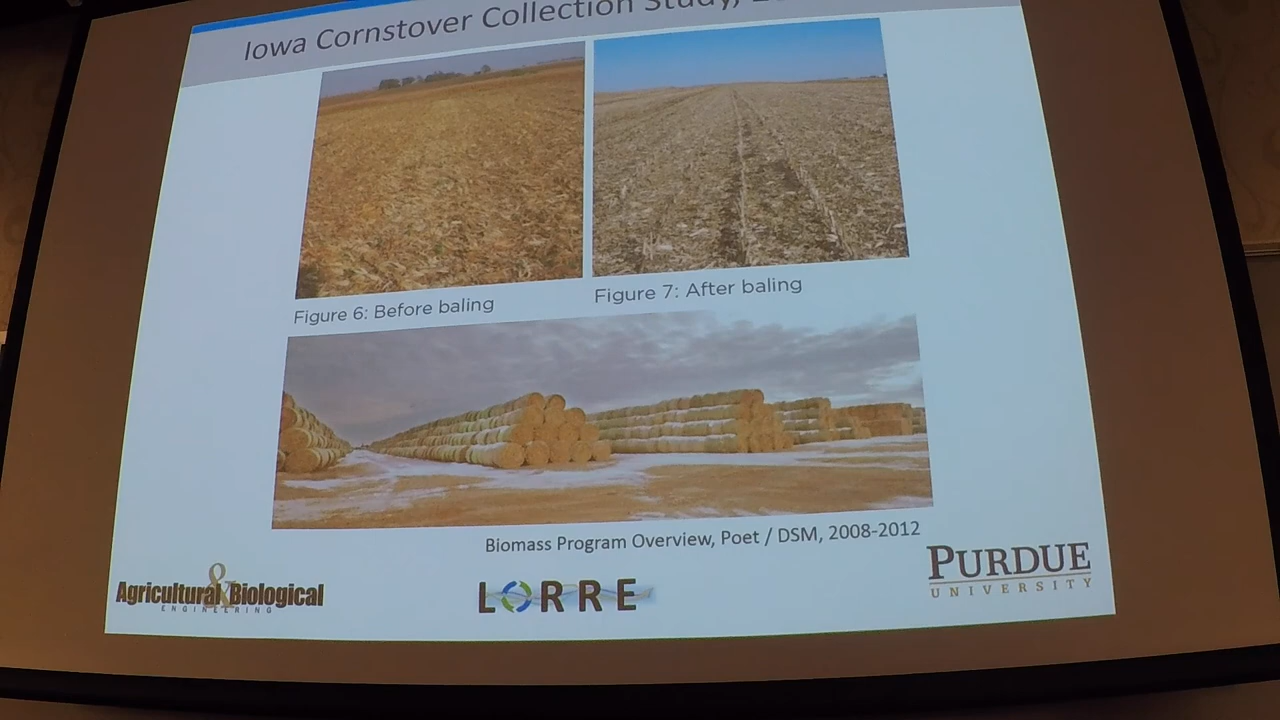 Iowa Cornstover Collection Study,
Figure 6: Before baling
Figure 7: After baling
Biomass Program Overview, Poet / DSM, 2008-2012
Agricultural & Biological
ENGINEERING
LORRE
PURDUE
UNIVERSITY